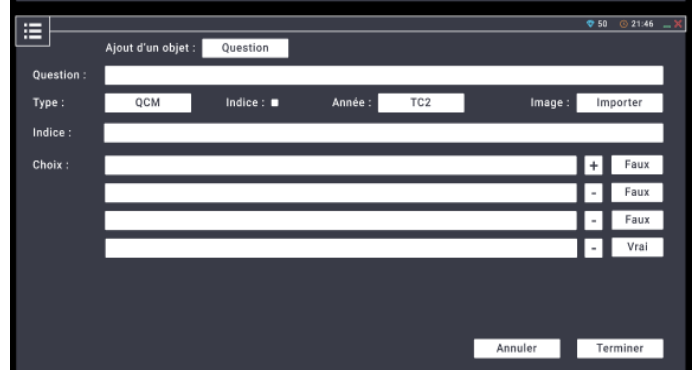 50 21:46
Ajout d'un objet : Question
Question :
Type : QCM Indice : Année : TC2 Image : Importer
Indice :
Choix : + Faux
- Faux
- Faux
- Vrai
Annuler Terminer